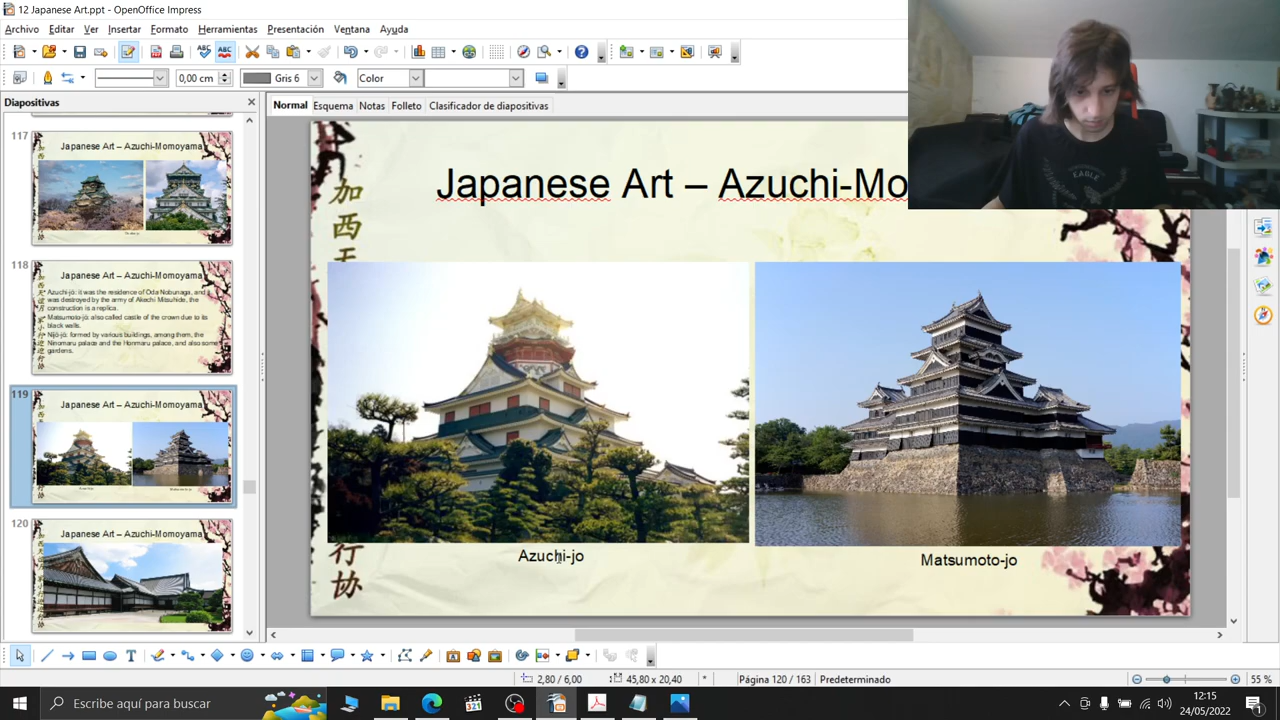 12 Japanese Art.ppt - OpenOffice Impress
Archivo Editar Ver Insertar Formato Herramientas Presentación Ventana Ayuda
0,00 cm Gris 6 Color
Diapositivas
Normal Esquema Notas Folleto Clasificador de diapositivas
117
Japanese Art – Azuchi-Momoyama
118
Japanese Art – Azuchi-Momoyama
Azuchi-jo: it was the residence of Oda Nobunaga, and it
was destroyed by the army of Akechi Mitsuhide, the
construction is a replica.
Matsumoto-jo: also called castle of the crown due to its
black walls.
Nijo-jo: formed by various buildings, among them, the
Ninomaru palace and the Honmaru palace, and also some
gardens.
119
Japanese Art – Azuchi-Momoyama
120
Japanese Art – Azuchi-Momoyama
Japanese Art – Azuchi-Mo
加
西
天
行
协
Azuchi-jo
Matsumoto-jo
EAGLE
2,80 / 6,00 45,80 x 20,40 * Página 120 / 163 Predeterminado 55 %
Escribe aquí para buscar
321
12:15
24/05/2022
1